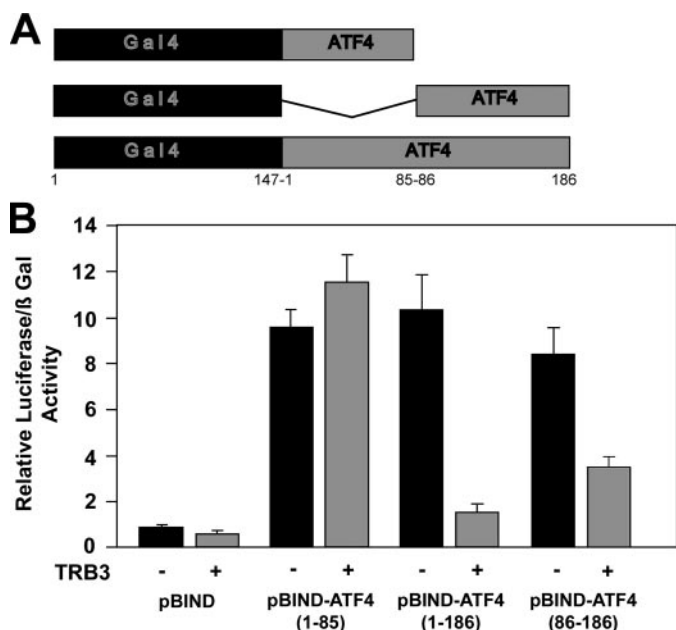 A
Gal4 ATF4
Gal4 ATF4
Gal4 ATF4
1 147-1 85-86 186
B
Relative Luciferase/ß Gal
Activity
14
12
10
8
6
4
2
0
TRB3 - + - + - + - +
pBIND pBIND-ATF4 pBIND-ATF4 pBIND-ATF4
(1-85) (1-186) (86-186)